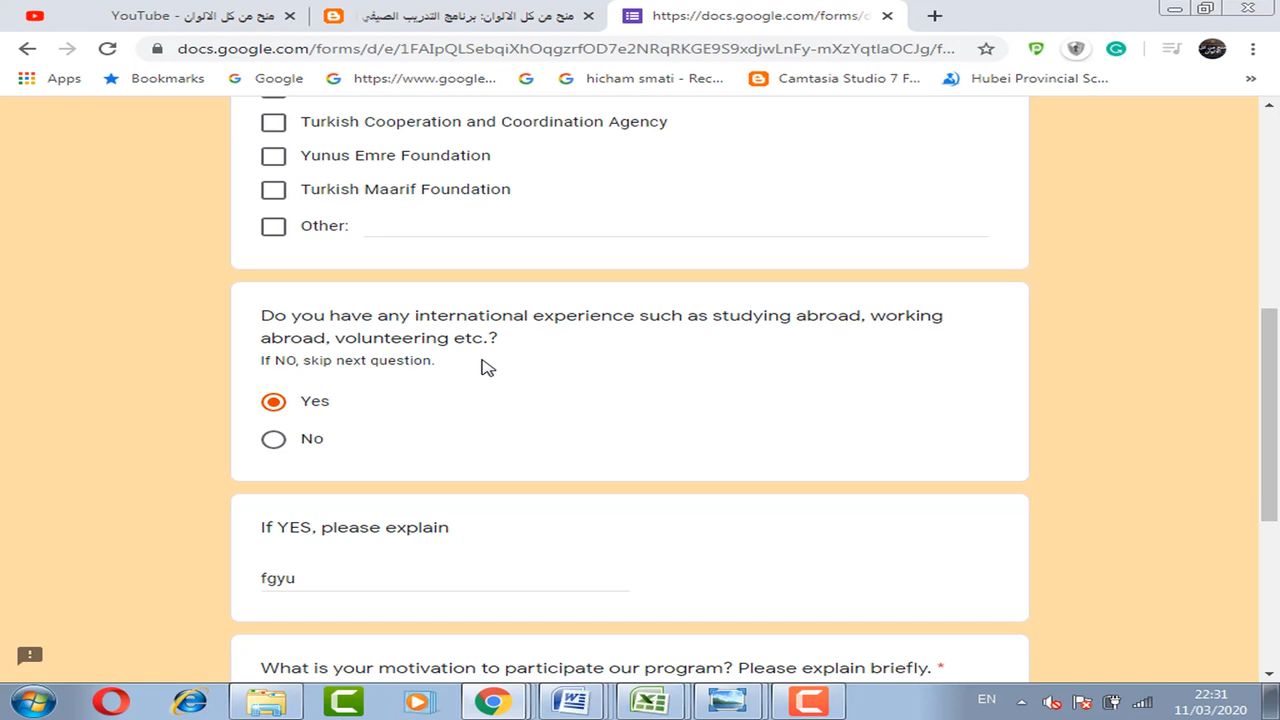 YouTube - منح من كل الالوان
منح من كل الالوان: برنامج التدريب الصيفي
https://docs.google.com/forms/d
docs.google.com/forms/d/e/1FAIpQLSebqXhOqgzrfOD7e2NRqRKGE9S9xdjwLnFy-mXzYqtlaOCJg/f...
Apps
Bookmarks
Google
https://www.google...
hicham smati - Rec...
Camtasia Studio 7 F...
Hubei Provincial Sc...
»
Turkish Cooperation and Coordination Agency
Yunus Emre Foundation
Turkish Maarif Foundation
Other:
Do you have any international experience such as studying abroad, working
abroad, volunteering etc.?
If NO, skip next question.
Yes
No
If YES, please explain
fgyu
What is your motivation to participate our program? Please explain briefly. *
EN
22:31
11/03/2020